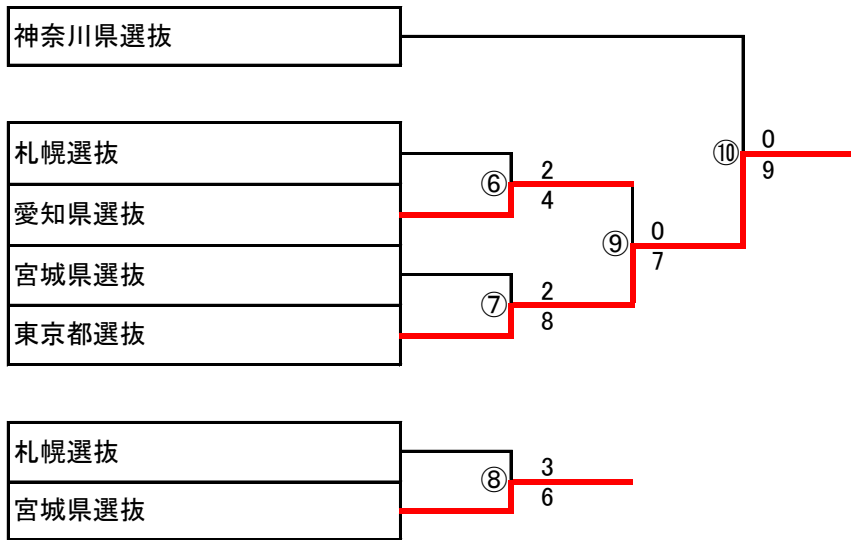 神奈川県選抜
札幌選抜
愛知県選抜
宮城県選抜
東京都選抜
⑥ 2
4
⑦ 2
8
⑨ 0
7
⑩ 0
9
札幌選抜
宮城県選抜
⑧ 3
6